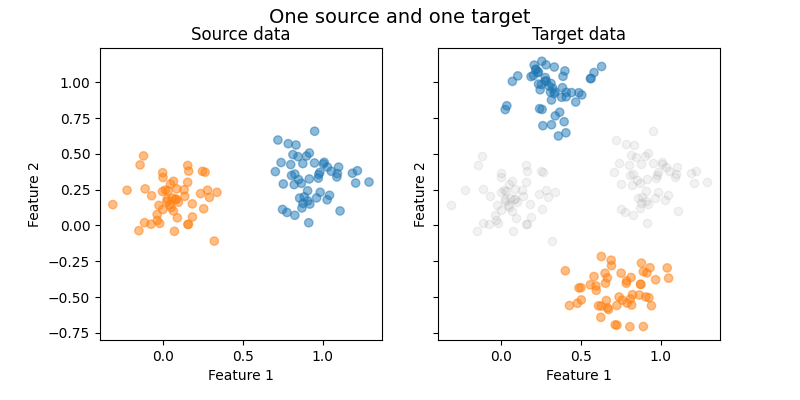 One source and one target
Source data
Target data
1.00
0.75
0.50
0.25
0.00
−0.25
−0.50
−0.75
Feature 2
0.0 0.5 1.0
Feature 1
Feature 2
0.0 0.5 1.0
Feature 1